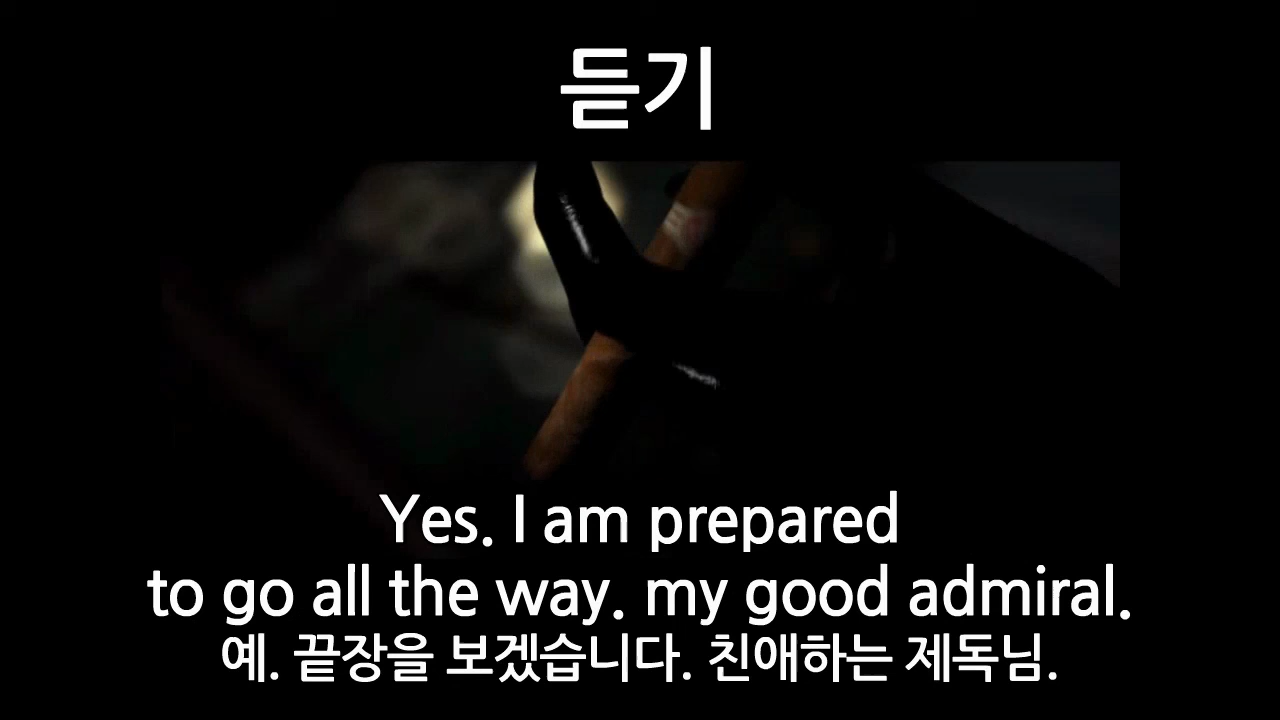 듣기
Yes. I am prepared
to go all the way. my good admiral.
예. 끝장을 보겠습니다. 친애하는 제독님.